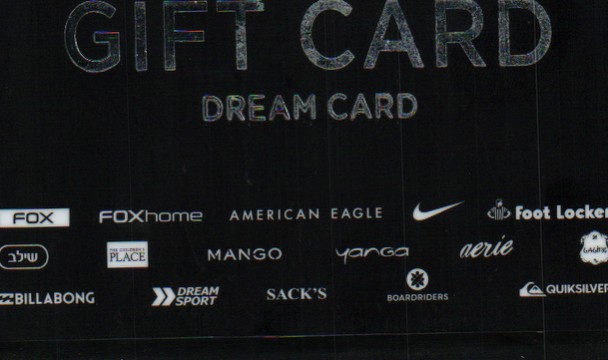 GIFT CARD
DREAM CARD
FOX FOXhome AMERICAN EAGLE Foot Locker
שילב THE CHILDREN'S PLACE MANGO yanga aerie
BILLABONG DREAM SPORT SACK'S BOARDRIDERS QUIKSILVER